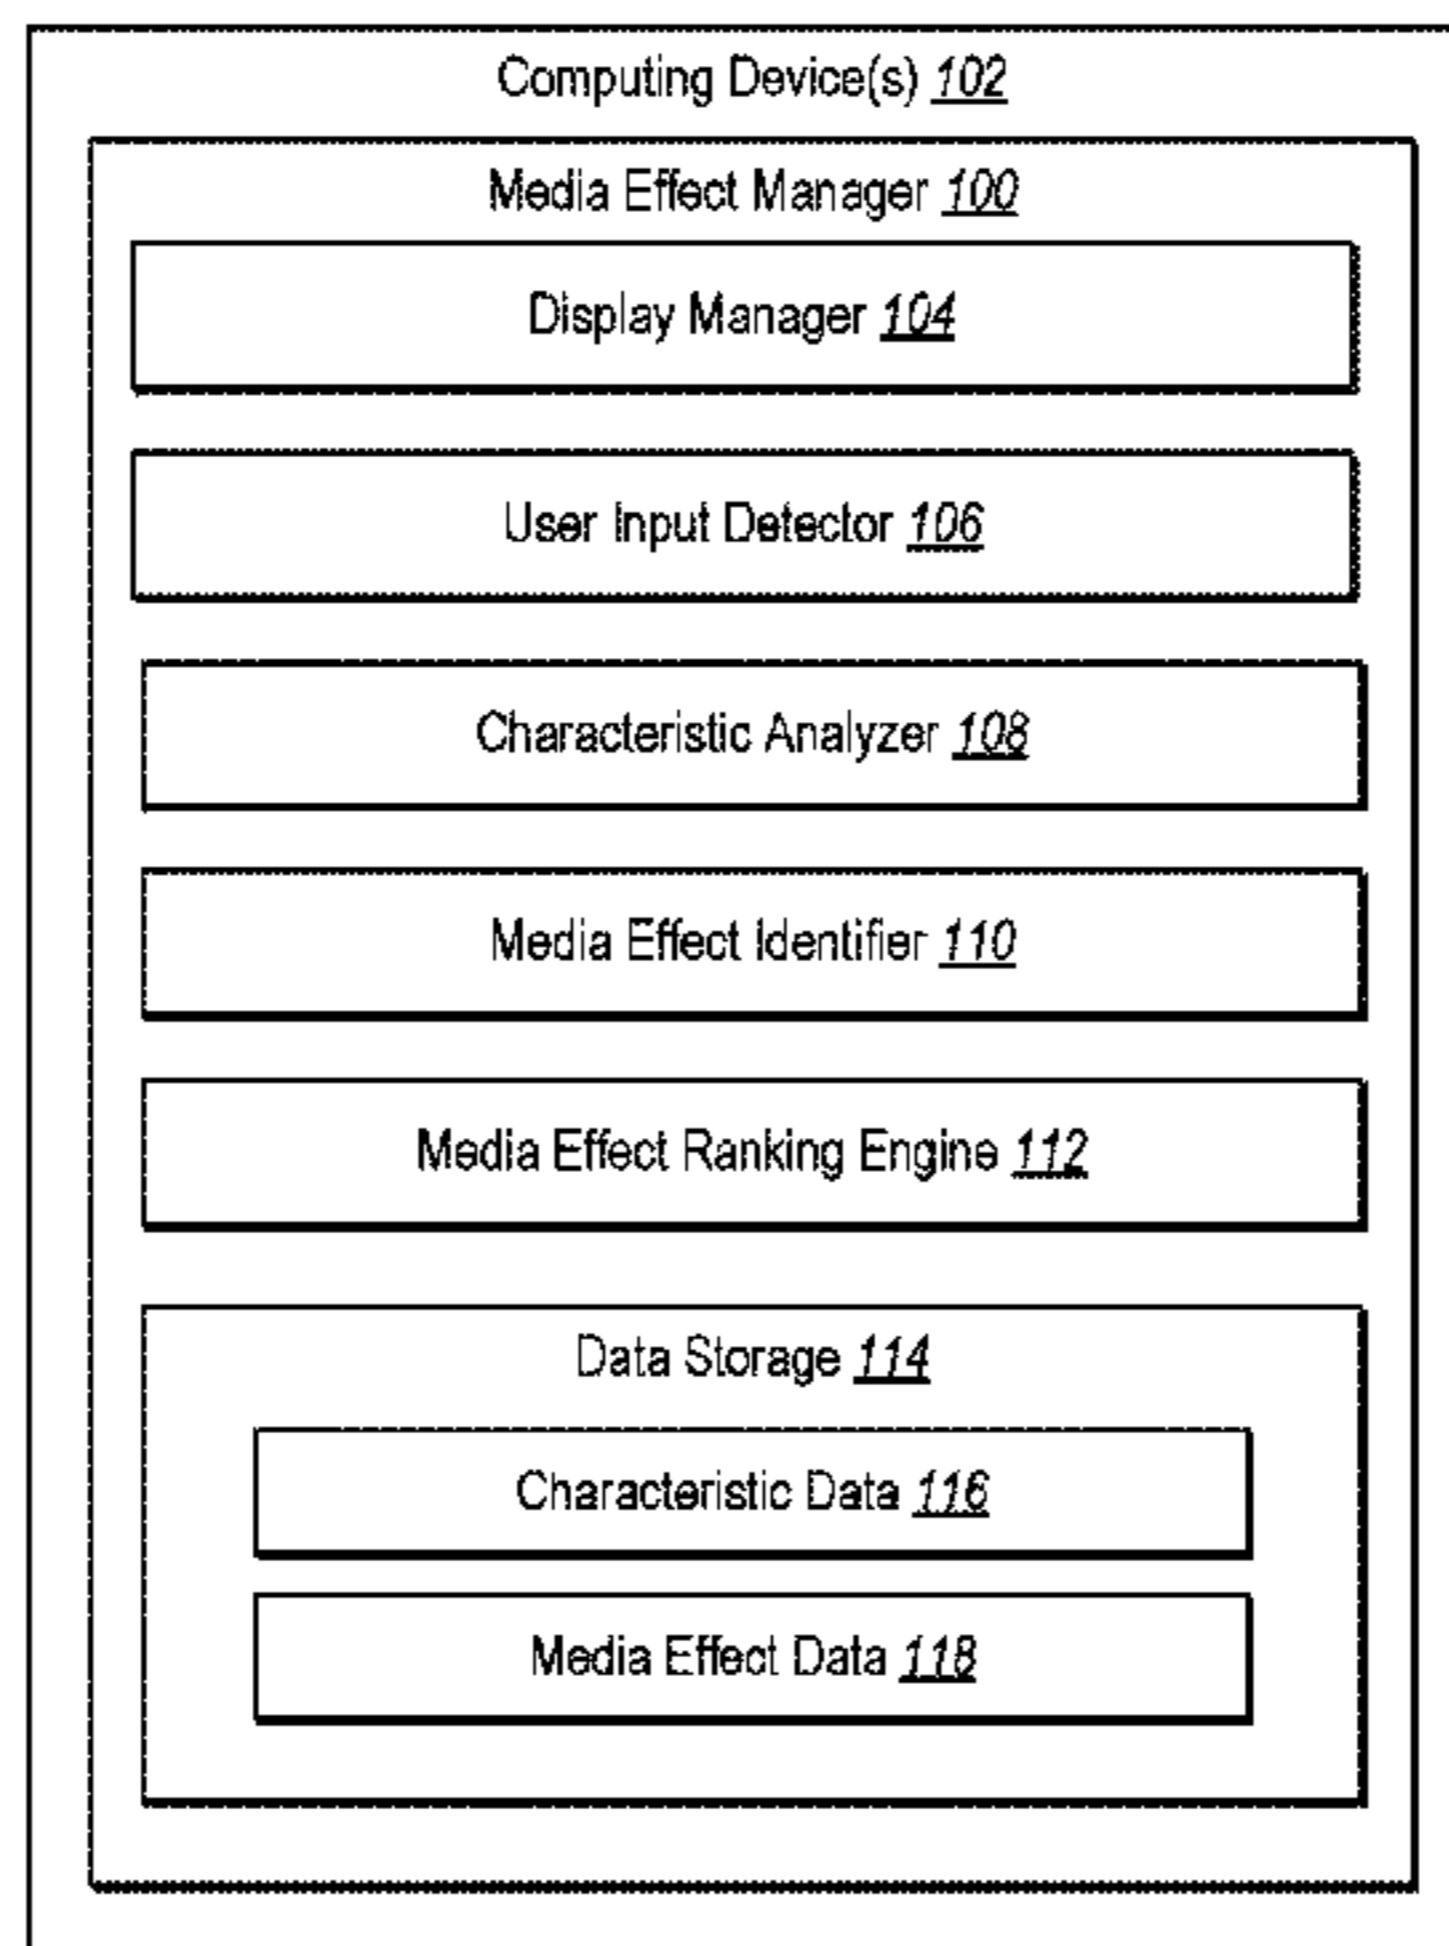 Computing Device(s) 102
Media Effect Manager 100
Display Manager 104
User Input Detector 106
Characteristic Analyzer 108
Media Effect Identifier 110
Media Effect Ranking Engine 112
Data Storage 114
Characteristic Data 116
Media Effect Data 118